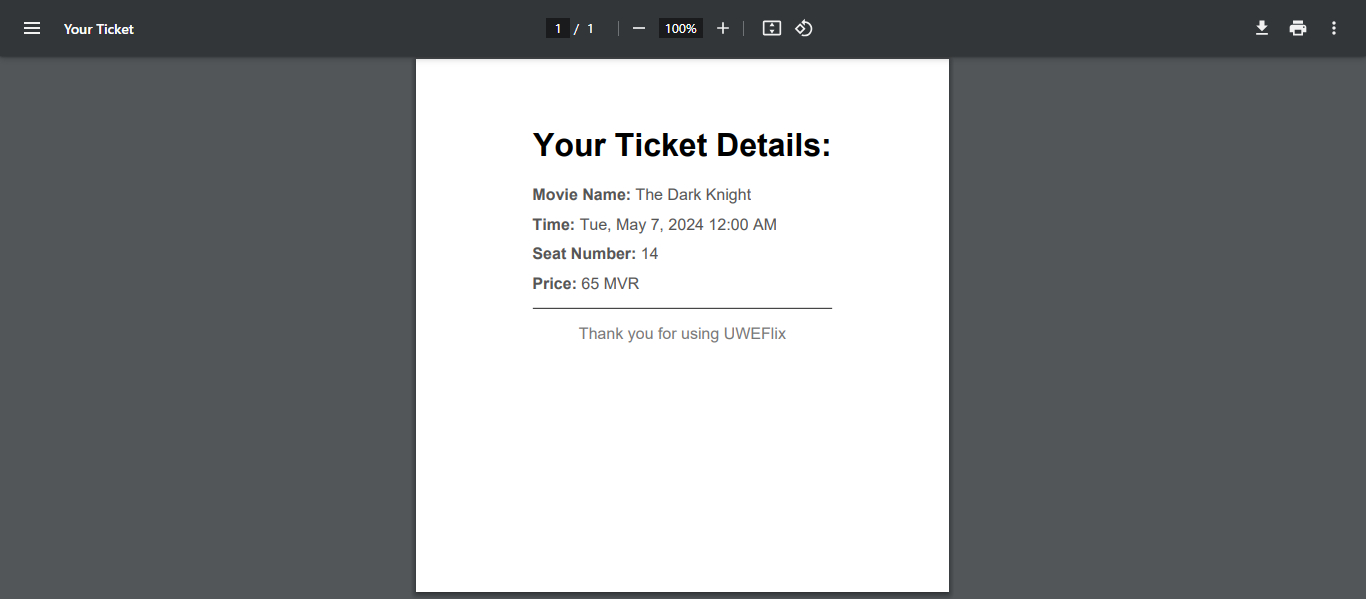 Your Ticket
1 / 1
100%
Your Ticket Details:
Movie Name: The Dark Knight
Time: Tue, May 7, 2024 12:00 AM
Seat Number: 14
Price: 65 MVR
Thank you for using UWEFlix